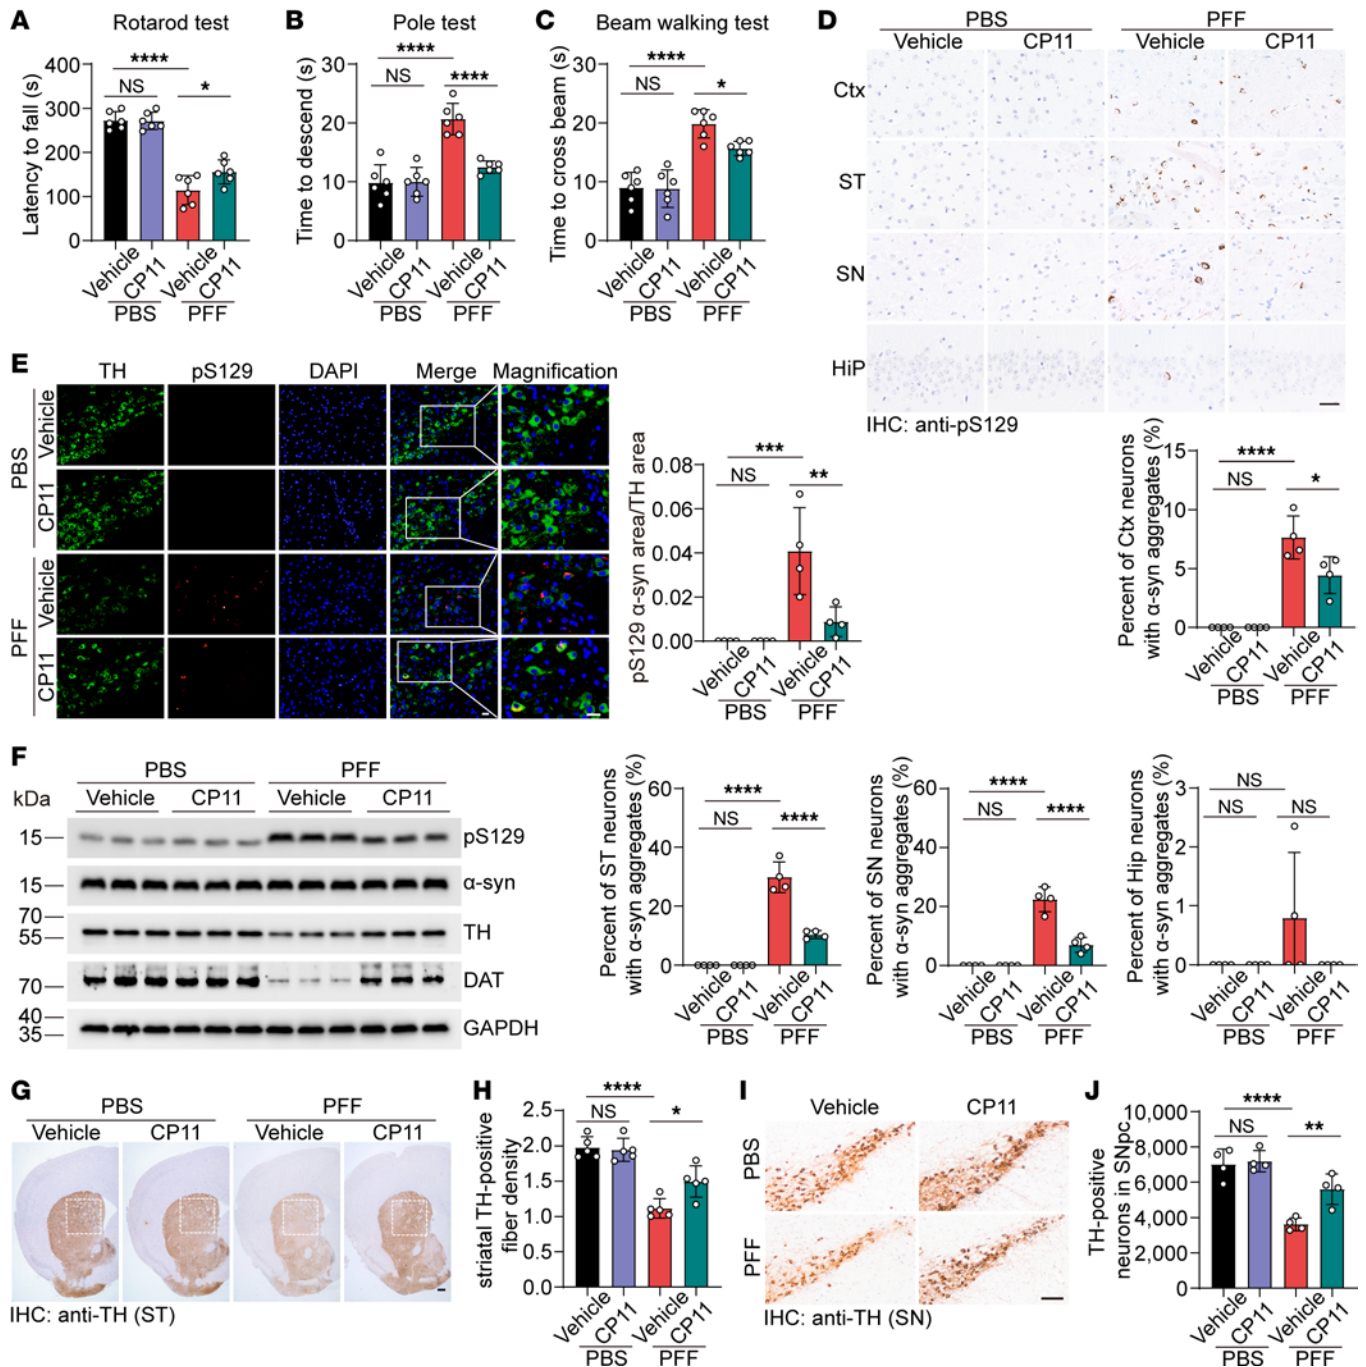 A
Rotarod test
Latency to fall (s)
400
300
200
100
0
****
NS
*
Vehicle
CP11
Vehicle
CP11
PBS
PFF
B
Pole test
Time to descend (s)
30
20
10
0
****
NS
****
Vehicle
CP11
Vehicle
CP11
PBS
PFF
C
Beam walking test
Time to cross beam (s)
30
20
10
0
****
NS
*
Vehicle
CP11
Vehicle
CP11
PBS
PFF
D
PBS
PFF
Vehicle
CP11
Vehicle
CP11
Ctx
ST
SN
HiP
IHC: anti-pS129
Percent of Ctx neurons
with α-syn aggregates (%)
15
10
5
0
****
NS
*
Vehicle
CP11
Vehicle
CP11
PBS
PFF
E
TH
pS129
DAPI
Merge
Magnification
PBS
Vehicle
CP11
PFF
Vehicle
CP11
pS129 α-syn area/TH area
0.08
0.06
0.04
0.02
0.00
***
NS
**
Vehicle
CP11
Vehicle
CP11
PBS
PFF
F
PBS
PFF
kDa
Vehicle
CP11
Vehicle
CP11
15
pS129
15
α-syn
70
55
TH
70
DAT
40
35
GAPDH
Percent of ST neurons
with α-syn aggregates (%)
60
40
20
0
****
NS
****
Vehicle
CP11
Vehicle
CP11
PBS
PFF
Percent of SN neurons
with α-syn aggregates (%)
60
40
20
0
****
NS
****
Vehicle
CP11
Vehicle
CP11
PBS
PFF
Percent of Hip neurons
with α-syn aggregates (%)
3
2
1
0
NS
NS
NS
Vehicle
CP11
Vehicle
CP11
PBS
PFF
G
PBS
PFF
Vehicle
CP11
Vehicle
CP11
IHC: anti-TH (ST)
H
striatal TH-positive
fiber density
2.5
2.0
1.5
1.0
0.5
0.0
****
NS
*
Vehicle
CP11
Vehicle
CP11
PBS
PFF
I
Vehicle
CP11
PBS
PFF
IHC: anti-TH (SN)
J
TH-positive
neurons in SNpc
10,000
8,000
6,000
4,000
2,000
0
****
NS
**
Vehicle
CP11
Vehicle
CP11
PBS
PFF